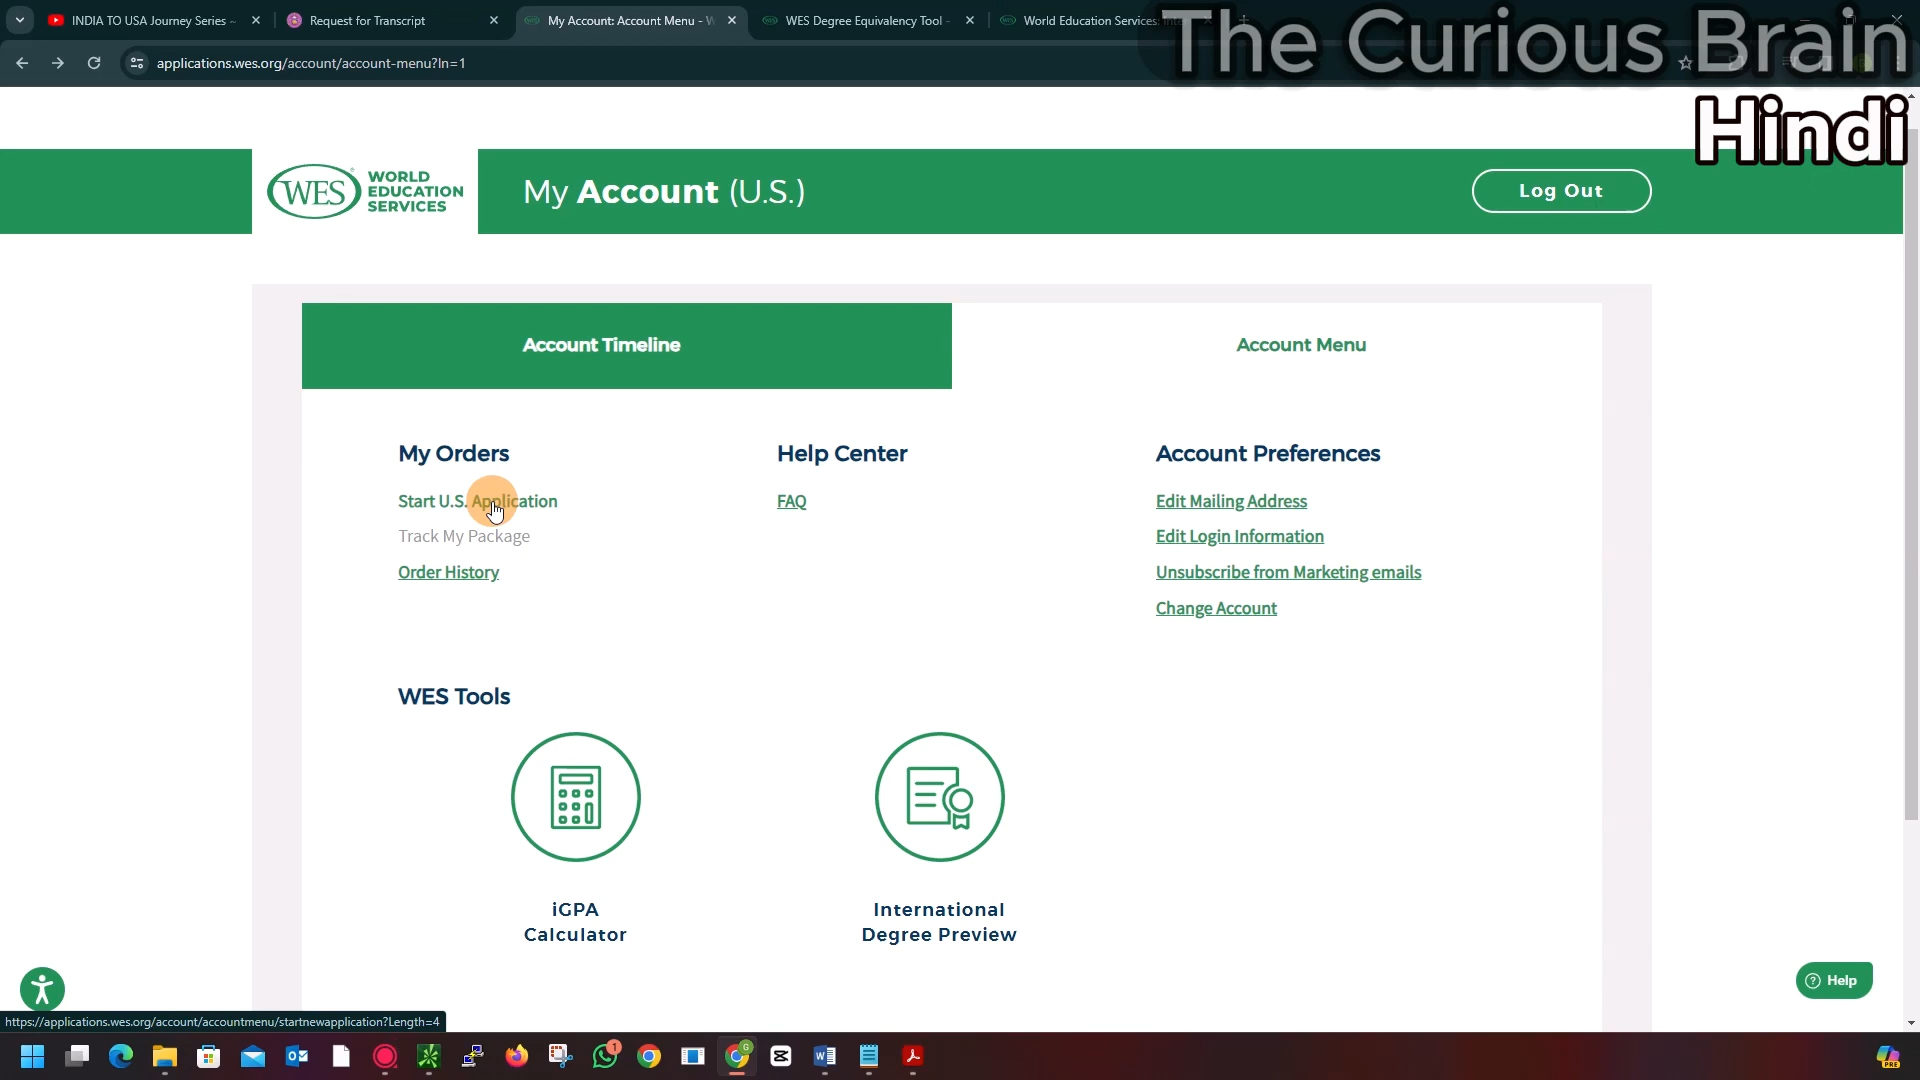 INDIA TO USA Journey Series ~
Request for Transcript
My Account: Account Menu - W
WES Degree Equivalency Tool -
World Education Services:
The Curious Brain
Hindi
applications.wes.org/account/account-menu?ln=1
WES
WORLD
EDUCATION
SERVICES
My Account (U.S.)
Log Out
Account Timeline
Account Menu
My Orders
Help Center
Account Preferences
Start U.S. Application
FAQ
Edit Mailing Address
Track My Package
Edit Login Information
Order History
Unsubscribe from Marketing emails
Change Account
WES Tools
iGPA
Calculator
International
Degree Preview
Help
https://applications.wes.org/account/accountmenu/startnewapplication?Length=4